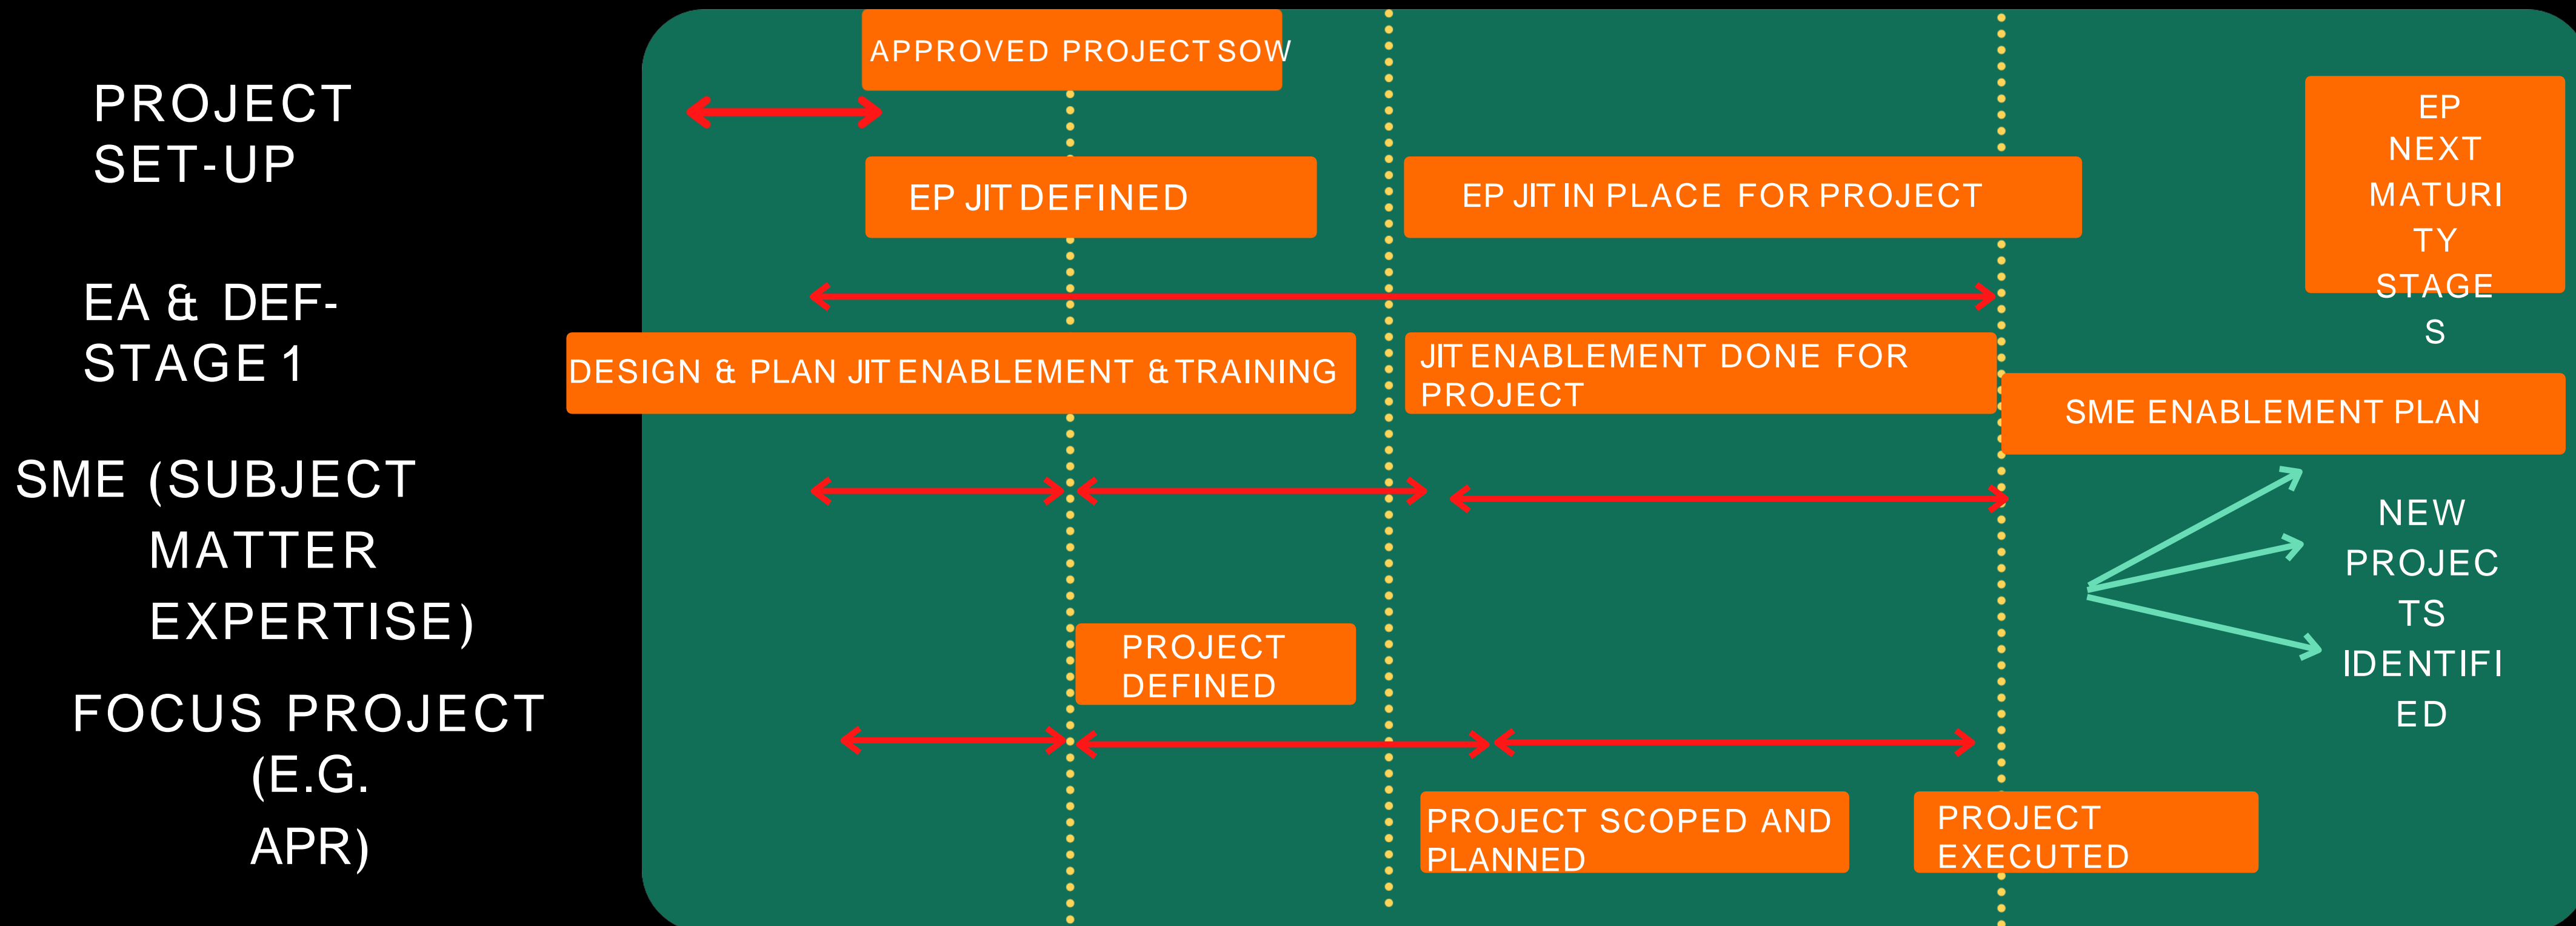 PROJECT
SET-UP
EA & DEF-
STAGE 1
SME (SUBJECT
MATTER
EXPERTISE)
FOCUS PROJECT
(E.G.
APR)
APPROVED PROJECT SOW
EP JIT DEFINED
EP JIT IN PLACE FOR PROJECT
EP
NEXT
MATURI
TY
STAGE
S
DESIGN & PLAN JIT ENABLEMENT & TRAINING
JIT ENABLEMENT DONE FOR
PROJECT
SME ENABLEMENT PLAN
NEW
PROJEC
TS
IDENTIFI
ED
PROJECT
DEFINED
PROJECT SCOPED AND
PLANNED
PROJECT
EXECUTED